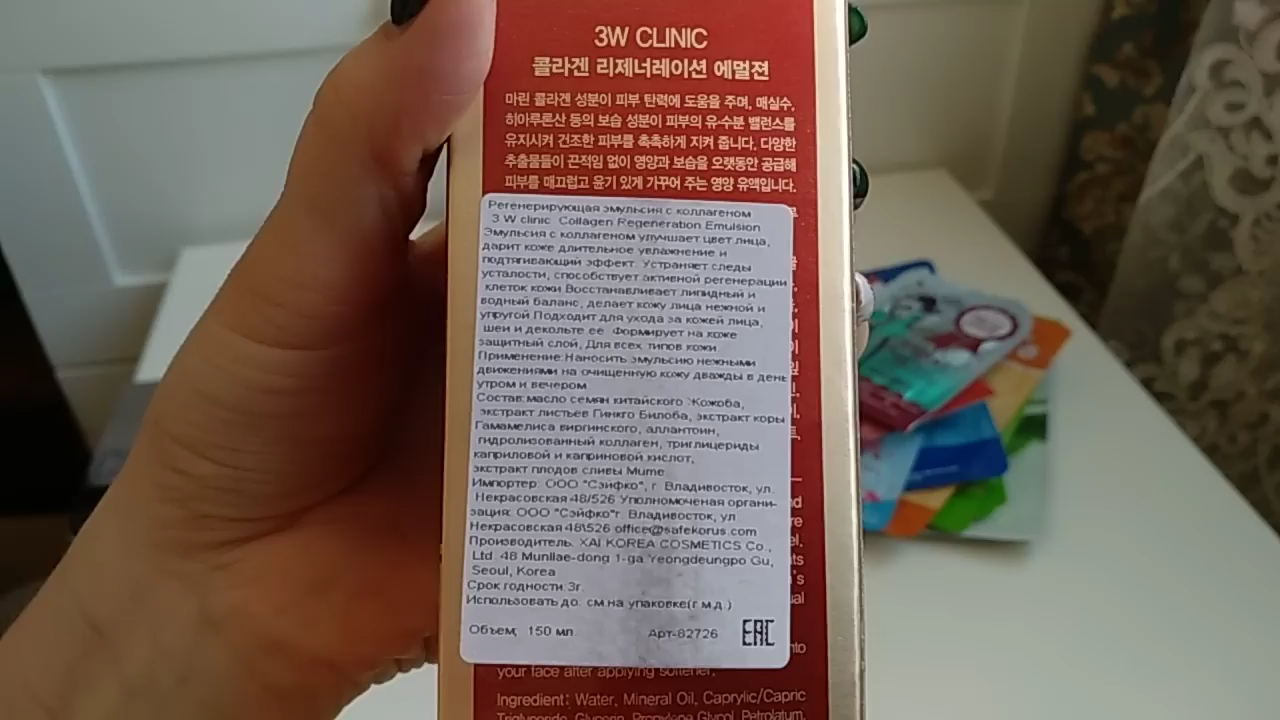 3W CLINIC
콜라겐 리제너레이션 에멀젼
마린 콜라겐 성분이 피부 탄력에 도움을 주며, 매실수,
히아루론산 등의 보습 성분이 피부의 유·수분 밸런스를
유지시켜 건조한 피부를 촉촉하게 지켜 줍니다. 다양한
추출물들이 끈적임 없이 영양과 보습을 오랫동안 공급해
피부를 매끄럽고 윤기 있게 가꾸어 주는 영양 유액입니다.
Регенерирующая эмульсия с коллагеном
3 W clinic Collagen Regeneration Emulsion
Эмульсия с коллагеном улучшает цвет лица,
дарит коже длительное увлажнение и
подтягивающий эффект. Устраняет следы
усталости, способствует активной регенерации
клеток кожи Восстанавливает липидный и
водный баланс, делает кожу лица нежной и
упругой Подходит для ухода за кожей лица,
шеи и декольте ее Формирует на коже
защитный слой, Для всех типов кожи
Применение:Наносить эмульсию нежными
движениями на очищенную кожу дважды в день
утром и вечером
Состав:масло семян китайского Жожоба,
экстракт листьев Гинкго Билоба, экстракт коры
Гамамелиса виргинского, аллантоин,
гидролизованный коллаген, триглицериды
каприловой и каприновой кислот,
экстракт плодов сливы Mume
Импортер: ООО "Сэифко", г. Владивосток, ул.
Некрасовская 48/526 Уполномоченая органи-
зация: ООО "Сэйфко"г. Владивосток, ул
Некрасовская 48\526 office@safekorus.com
Производитель. XAI KOREA COSMETICS Co.,
Ltd. 48 Munllae-dong 1-ga Yeongdeungpo Gu,
Seoul, Korea
Срок годности 3г
Использовать до. см.на упаковке(г.м.д.)
Объем; 150 мл. Арт-82726 EAC
your face after applying softener.
Ingredient: Water, Mineral Oil, Caprylic/Capric
Triglyceride, Glycerin, Propylene Glycol, Petrolatum,